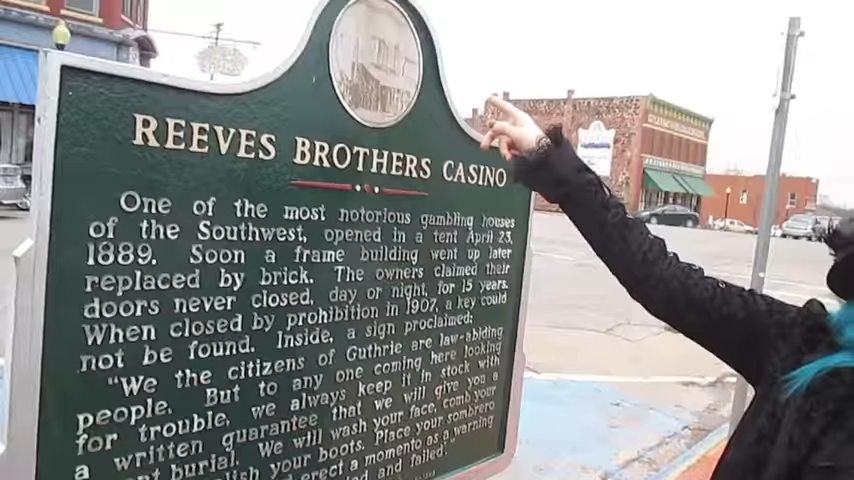 REEVES BROTHERS CASINO
One of the most notorious gambling houses
of the Southwest, opened in a tent April 23,
1889. Soon a frame building went up later
replaced by brick. The owners claimed their
doors never closed, day or night, for 15 years.
When closed by prohibition in 1907, a key could
not be found. Inside, a sign proclaimed:
"We the citizens of Guthrie are law-abiding
people. But to any one coming here looking
for trouble, we always keep it in stock with
a written guarantee that we will give you a
burial. We will wash your face, comb your
polish your boots. Place your sombrero
erect a momento as a warning
and failed."